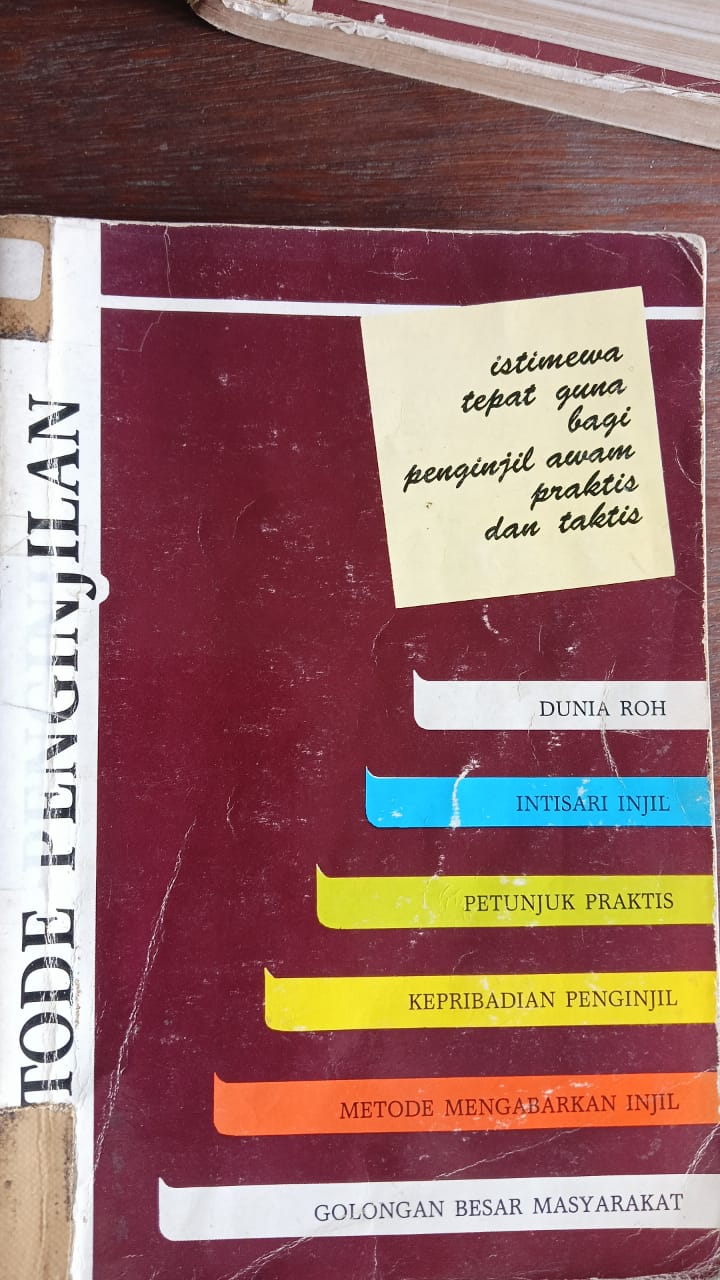 TODE PENGINJILAN
istimewa
tepat guna
bagi
penginjil awam
praktis
dan taktis
DUNIA ROH
INTISARI INJIL
PETUNJUK PRAKTIS
KEPRIBADIAN PENGINJIL
METODE MENGABARKAN INJIL
GOLONGAN BESAR MASYARAKAT